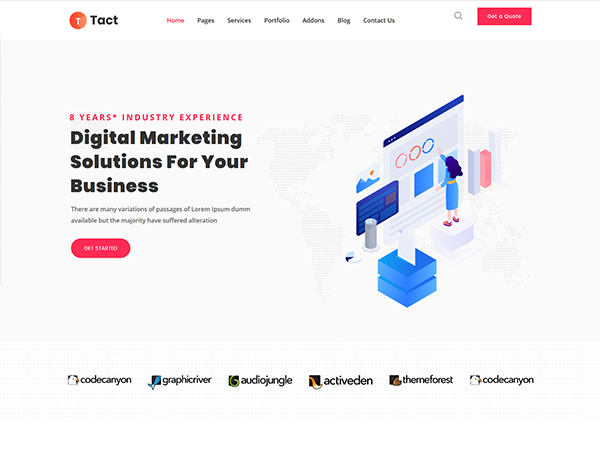 T Tact
Home Pages Services Portfolio Addons Blog Contact Us
Get a Quote
8 YEARS* INDUSTRY EXPERIENCE
Digital Marketing
Solutions For Your
Business
There are many variations of passages of Lorem Ipsum dumm
available but the majority have suffered alteration
GET STARTED
codecanyon graphicriver audiojungle activeden themeforest codecanyon